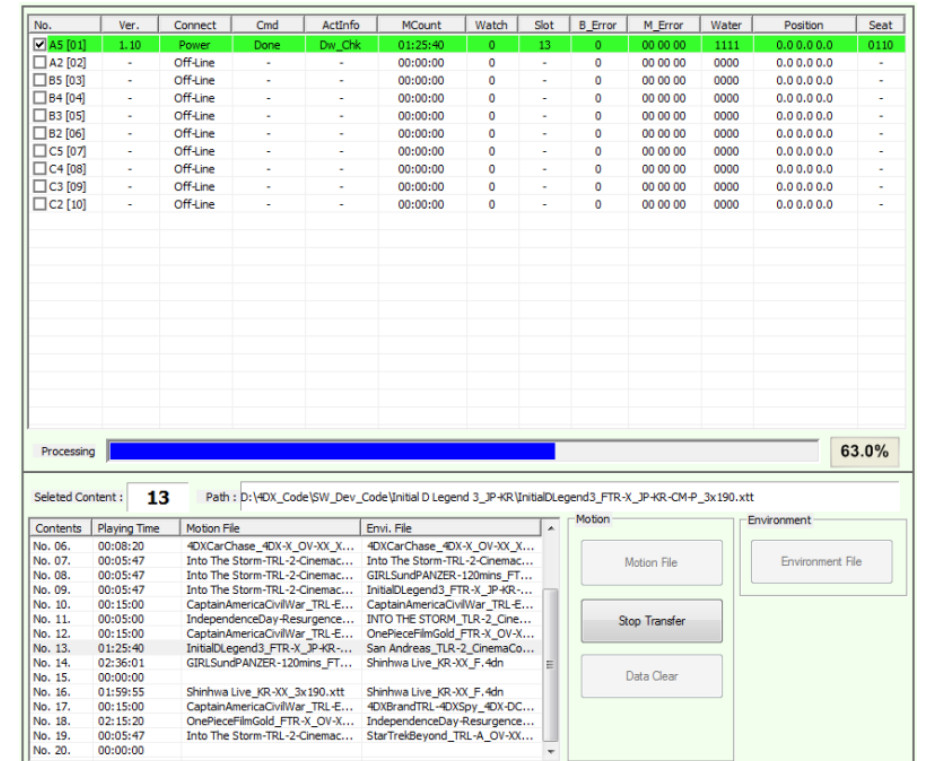 No. Ver. Connect Cmd ActInfo MCount Watch Slot B_Error M_Error Water Position Seat
A5 [01] 1.10 Power Done Dw_Chk 01:25:40 0 13 0 00 00 00 1111 0.0 0.0 0.0 0110
A2 [02] - Off-Line - - 00:00:00 0 - 0 00 00 00 0000 0.0 0.0 0.0 -
B5 [03] - Off-Line - - 00:00:00 0 - 0 00 00 00 0000 0.0 0.0 0.0 -
B4 [04] - Off-Line - - 00:00:00 0 - 0 00 00 00 0000 0.0 0.0 0.0 -
B3 [05] - Off-Line - - 00:00:00 0 - 0 00 00 00 0000 0.0 0.0 0.0 -
B2 [06] - Off-Line - - 00:00:00 0 - 0 00 00 00 0000 0.0 0.0 0.0 -
C5 [07] - Off-Line - - 00:00:00 0 - 0 00 00 00 0000 0.0 0.0 0.0 -
C4 [08] - Off-Line - - 00:00:00 0 - 0 00 00 00 0000 0.0 0.0 0.0 -
C3 [09] - Off-Line - - 00:00:00 0 - 0 00 00 00 0000 0.0 0.0 0.0 -
C2 [10] - Off-Line - - 00:00:00 0 - 0 00 00 00 0000 0.0 0.0 0.0 -
Processing 63.0%
Seleted Content : 13 Path : D:\4DX_Code\SW_Dev_Code\Initial D Legend 3_JP-KR\InitialDLegend3_FTR-X_JP-KR-CM-P_3x190.xtt
Contents Playing Time Motion File Envi. File
No. 06. 00:08:20 4DXCarChase_4DX-X_OV-XX_X... 4DXCarChase_4DX-X_OV-XX_X...
No. 07. 00:05:47 Into The Storm-TRL-2-Cinemac... Into The Storm-TRL-2-Cinemac...
No. 08. 00:05:47 Into The Storm-TRL-2-Cinemac... GIRLSundPANZER-120mins_FT...
No. 09. 00:05:47 Into The Storm-TRL-2-Cinemac... InitialDLegend3_FTR-X_JP-KR-...
No. 10. 00:15:00 CaptainAmericaCivilWar_TRL-E... CaptainAmericaCivilWar_TRL-E...
No. 11. 00:05:00 IndependenceDay-Resurgence... INTO THE STORM_TLR-2_Cine...
No. 12. 00:15:00 CaptainAmericaCivilWar_TRL-E... OnePieceFilmGold_FTR-X_OV-X...
No. 13. 01:25:40 InitialDLegend3_FTR-X_JP-KR-... San Andreas_TLR-2_CinemaCo...
No. 14. 02:36:01 GIRLSundPANZER-120mins_FT... Shinhwa Live_KR-XX_F.4dn
No. 15. 00:00:00
No. 16. 01:59:55 Shinhwa Live_KR-XX_3x190.xtt Shinhwa Live_KR-XX_F.4dn
No. 17. 00:15:00 CaptainAmericaCivilWar_TRL-E... 4DXBrandTRL-4DXSpy_4DX-DC...
No. 18. 02:15:20 OnePieceFilmGold_FTR-X_OV-X... IndependenceDay-Resurgence...
No. 19. 00:05:47 Into The Storm-TRL-2-Cinemac... StarTrekBeyond_TRL-A_OV-XX...
No. 20. 00:00:00
Motion
Motion File
Stop Transfer
Data Clear
Environment
Environment File